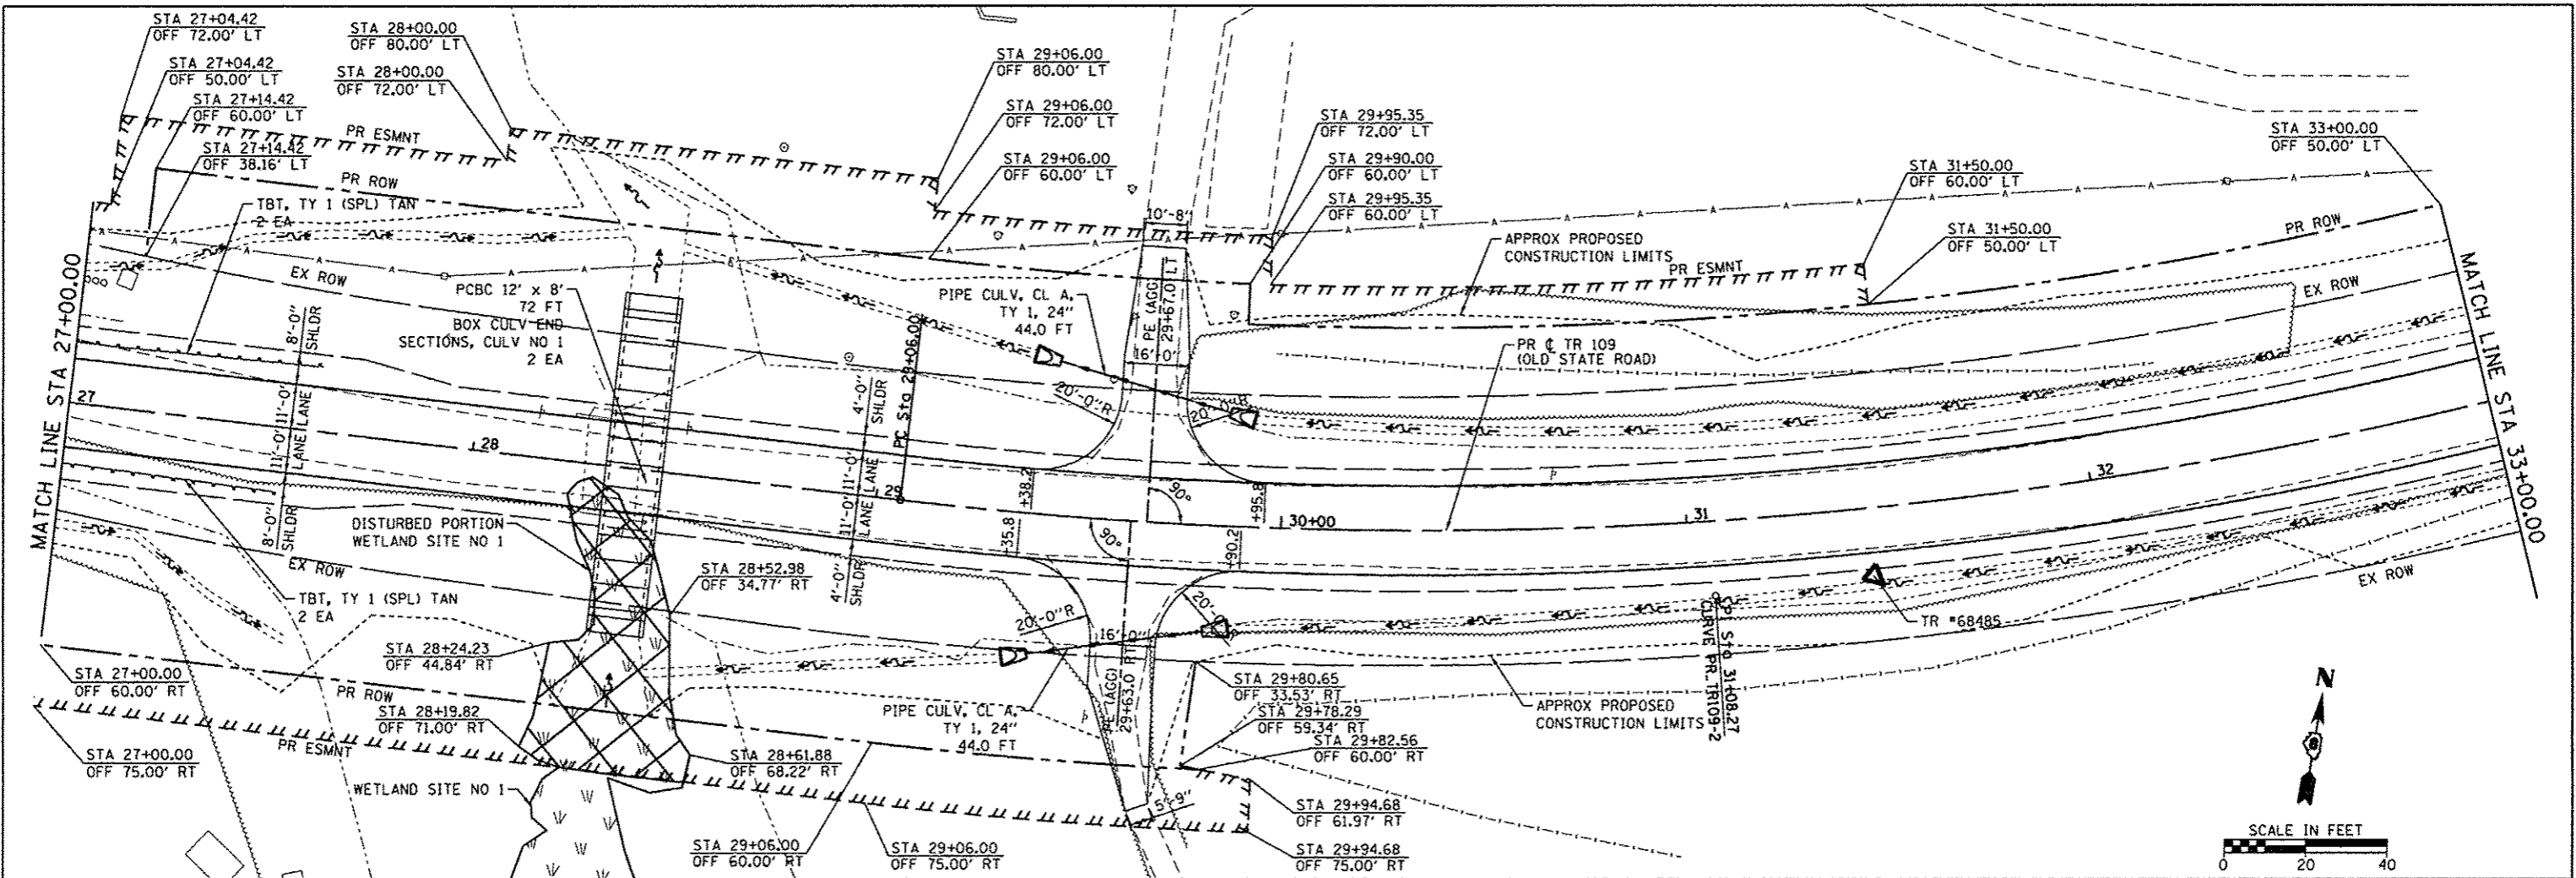 STA 27+04.42
OFF 72.00' LT
STA 27+04.42
OFF 50.00' LT
STA 27+14.42
OFF 60.00' LT
STA 27+14.42
OFF 38.16' LT
STA 28+00.00
OFF 80.00' LT
STA 28+00.00
OFF 72.00' LT
STA 29+06.00
OFF 80.00' LT
STA 29+06.00
OFF 72.00' LT
STA 29+06.00
OFF 60.00' LT
STA 29+95.35
OFF 72.00' LT
STA 29+90.00
OFF 60.00' LT
STA 29+95.35
OFF 60.00' LT
STA 31+50.00
OFF 60.00' LT
STA 31+50.00
OFF 50.00' LT
STA 33+00.00
OFF 50.00' LT
PR ESMNT
PR ROW
TBT, TY 1 (SPL) TAN
2 EA
EX ROW
PCBC 12' x 8'
72 FT
BOX CULV END
SECTIONS, CULV NO 1
2 EA
PIPE CULV, CL A,
TY 1, 24"
44.0 FT
10'-8"
PE (AGG)
29+67.0 LT
16'-0"
20'-0"R
20'-0"R
APPROX PROPOSED
CONSTRUCTION LIMITS
PR ESMNT
PR ROW
EX ROW
PR ℄ TR 109
(OLD STATE ROAD)
MATCH LINE STA 27+00.00
MATCH LINE STA 33+00.00
8'-0"
SHLDR
11'-0"
11'-0"
LANE
LANE
8'-0"
SHLDR
4'-0"
SHLDR
11'-0"
11'-0"
LANE
4'-0"
SHLDR
PC Sta 29+06.00
27
28
29
30+00
31
32
+38.2
+35.8
+95.8
+90.2
90°
90°
DISTURBED PORTION
WETLAND SITE NO 1
EX ROW
TBT, TY 1 (SPL) TAN
2 EA
STA 28+52.98
OFF 34.77' RT
STA 28+24.23
OFF 44.84' RT
STA 28+19.82
OFF 71.00' RT
STA 28+61.88
OFF 68.22' RT
STA 27+00.00
OFF 60.00' RT
STA 27+00.00
OFF 75.00' RT
PR ROW
PR ESMNT
WETLAND SITE NO 1
20'-0"R
16'-0"
PE (AGG)
29+63.0 RT
5'-9"
PIPE CULV, CL A,
TY 1, 24"
44.0 FT
STA 29+06.00
OFF 60.00' RT
STA 29+06.00
OFF 75.00' RT
STA 29+80.65
OFF 33.53' RT
STA 29+78.29
OFF 59.34' RT
STA 29+82.56
OFF 60.00' RT
STA 29+94.68
OFF 61.97' RT
STA 29+94.68
OFF 75.00' RT
APPROX PROPOSED
CONSTRUCTION LIMITS
PI Sta 31+08.27
CURVE PR. TR109-2
TR #68485
EX ROW
N
SCALE IN FEET
0 20 40